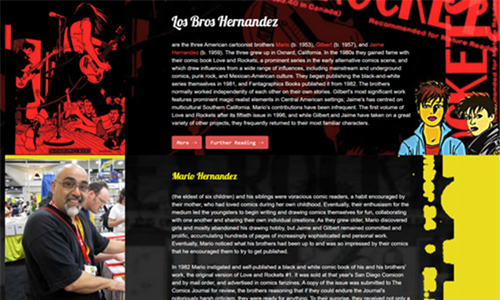 Los Bros Hernandez
are the three American cartoonist brothers Mario (b. 1953), Gilbert (b. 1957), and Jaime
Hernandez (b. 1959). The three grew up in Oxnard, California. In the 1980s they gained fame with
their comic book Love and Rockets, a prominent series in the early alternative comics scene, and
which drew influences from a wide range of influences, including mainstream and underground
comics, punk rock, and Mexican-American culture. They began publishing the black-and-white
series themselves in 1981, and Fantagraphics Books published it from 1982. The brothers
normally worked independently of each other on their own stories. Gilbert's most significant work
features prominent magic realist elements in Central American settings; Jaime's has centred on
multicultural Southern California. Mario's contributions have been infrequent. The first volume of
Love and Rockets after its fiftieth issue in 1996, and while Gilbert and Jaime have taken on a great
variety of other projects, they frequently returned to their most familiar characters.
More →
Further Reading →
Mario Hernandez
(the eldest of six children) and his siblings were voracious comic readers, a habit encouraged by
their mother, who had loved comics during her own childhood. Eventually, their enthusiasm for the
medium led the youngsters to begin writing and drawing comics themselves for fun, collaborating
with one another and sharing their own individual creations. As they grew older, Mario discovered
girls and mostly abandoned his drawing hobby, but Jaime and Gilbert remained committed and
prolific, accumulating hundreds of pages of increasingly sophisticated and personal work.
Eventually, Mario noticed what his brothers had been up to and was so impressed by their comics
that he encouraged them to try to get published.
In 1982 Mario instigated and self-published a black and white comic book of his and his brothers'
work, the original version of Love and Rockets #1. It was sold at that year's San Diego Comicon
and by mail order, and advertised in comics fanzines. A copy of the issue was submitted to The
Comics Journal for review, the brothers reasoning that if they could endure the Journal's
notoriously harsh criticism, they were ready for anything. To their surprise, they received not only a